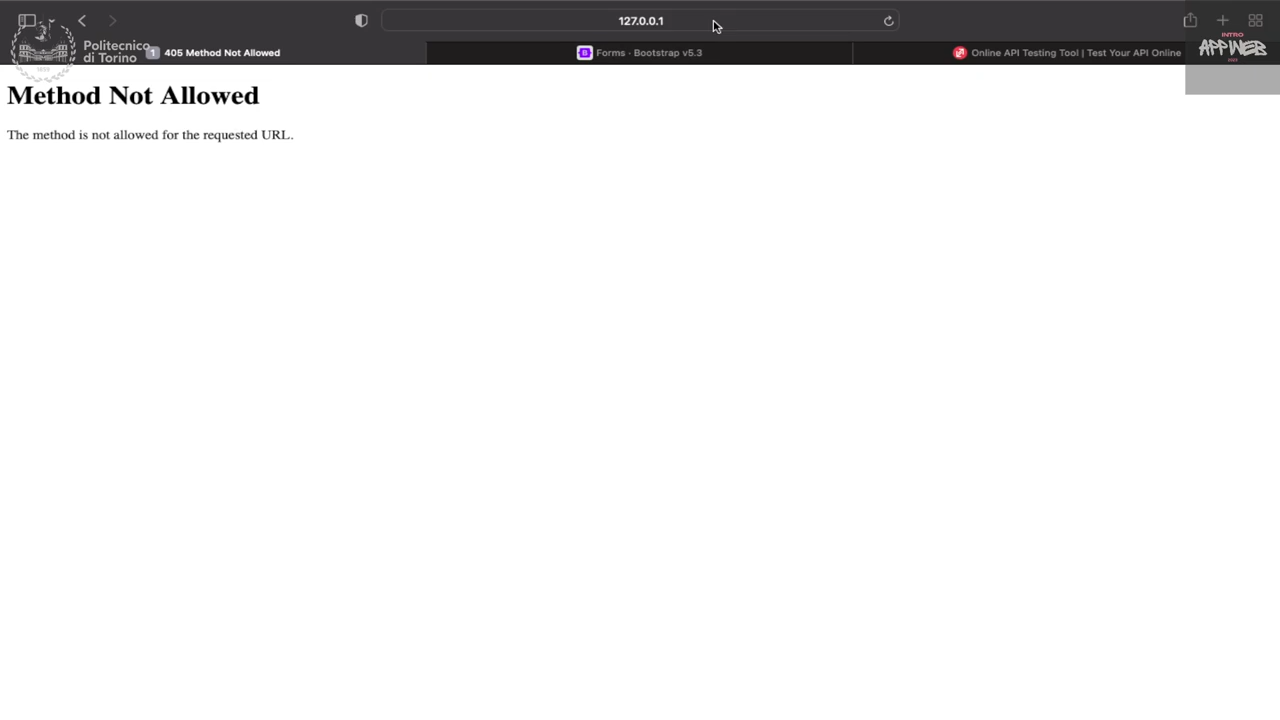 127.0.0.1
Politecnico
di Torino
1 405 Method Not Allowed
Forms · Bootstrap v5.3
Online API Testing Tool | Test Your API Online
INTRO
APPWEB
Method Not Allowed
The method is not allowed for the requested URL.